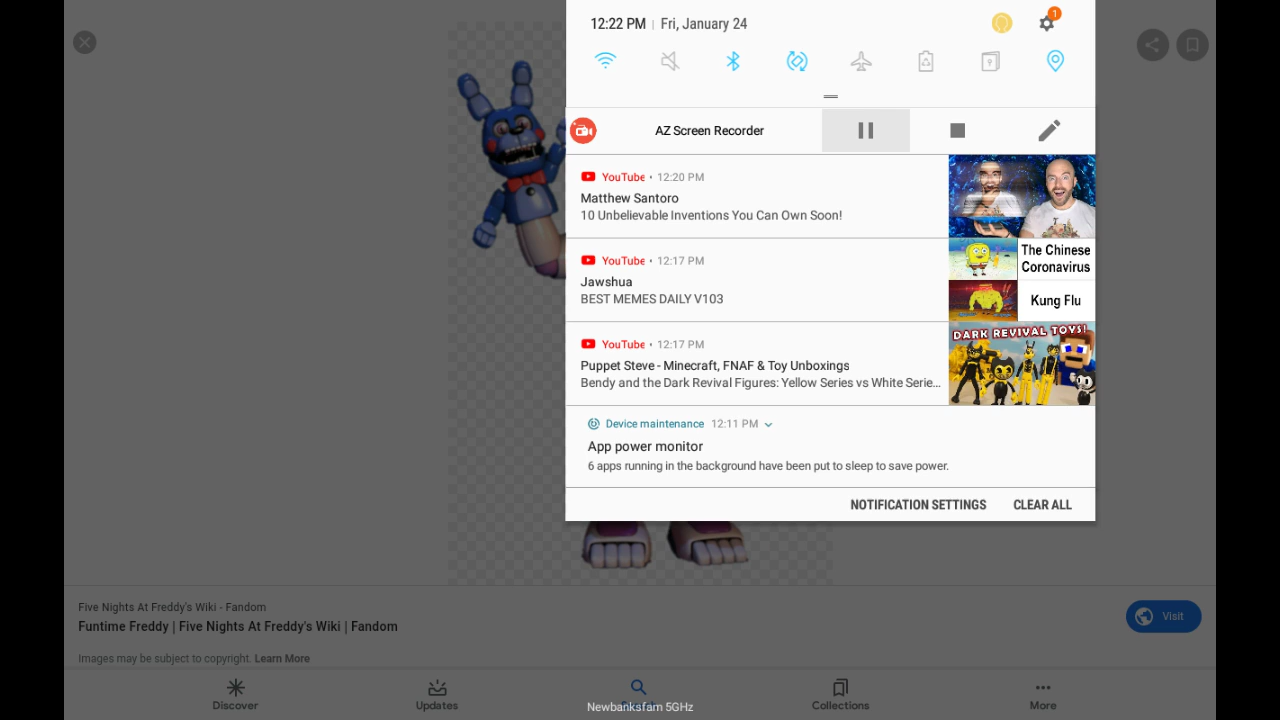 12:22 PM | Fri, January 24
1
AZ Screen Recorder
YouTube • 12:20 PM
Matthew Santoro
10 Unbelievable Inventions You Can Own Soon!
YouTube • 12:17 PM
Jawshua
BEST MEMES DAILY V103
The Chinese
Coronavirus
Kung Flu
YouTube • 12:17 PM
Puppet Steve - Minecraft, FNAF & Toy Unboxings
Bendy and the Dark Revival Figures: Yellow Series vs White Serie...
DARK REVIVAL TOYS!
Device maintenance 12:11 PM
App power monitor
6 apps running in the background have been put to sleep to save power.
NOTIFICATION SETTINGS CLEAR ALL
Five Nights At Freddy's Wiki - Fandom
Funtime Freddy | Five Nights At Freddy's Wiki | Fandom
Visit
Images may be subject to copyright. Learn More
Discover Updates Collections More
Newbanksfam 5GHz